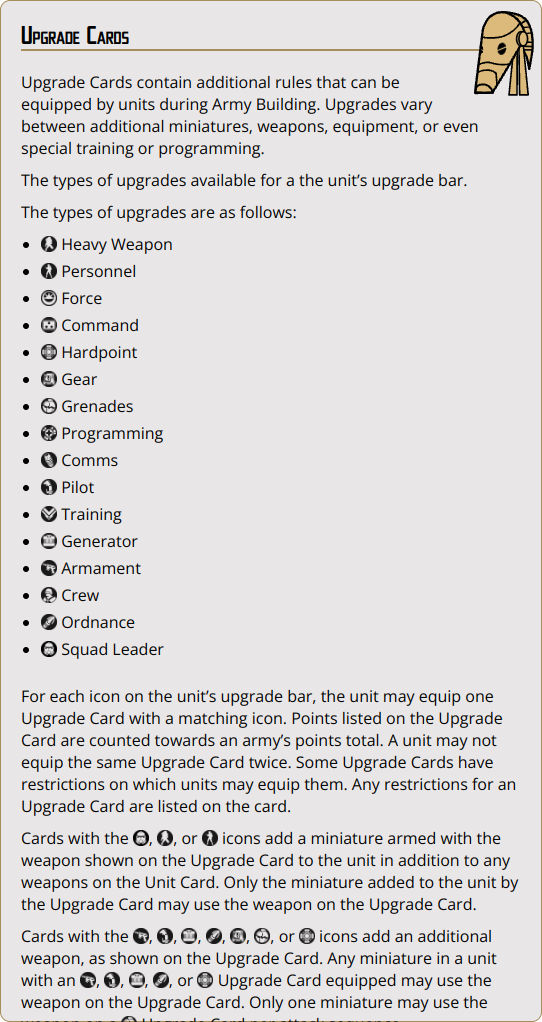 Upgrade Cards
Upgrade Cards contain additional rules that can be
equipped by units during Army Building. Upgrades vary
between additional miniatures, weapons, equipment, or even
special training or programming.
The types of upgrades available for a the unit’s upgrade bar.
The types of upgrades are as follows:
• Heavy Weapon
• Personnel
• Force
• Command
• Hardpoint
• Gear
• Grenades
• Programming
• Comms
• Pilot
• Training
• Generator
• Armament
• Crew
• Ordnance
• Squad Leader
For each icon on the unit’s upgrade bar, the unit may equip one
Upgrade Card with a matching icon. Points listed on the Upgrade
Card are counted towards an army’s points total. A unit may not
equip the same Upgrade Card twice. Some Upgrade Cards have
restrictions on which units may equip them. Any restrictions for an
Upgrade Card are listed on the card.
Cards with the , , or icons add a miniature armed with the
weapon shown on the Upgrade Card to the unit in addition to any
weapons on the Unit Card. Only the miniature added to the unit by
the Upgrade Card may use the weapon on the Upgrade Card.
Cards with the , , , , , , or icons add an additional
weapon, as shown on the Upgrade Card. Any miniature in a unit
with an , , , , or Upgrade Card equipped may use the
weapon on the Upgrade Card. Only one miniature may use the